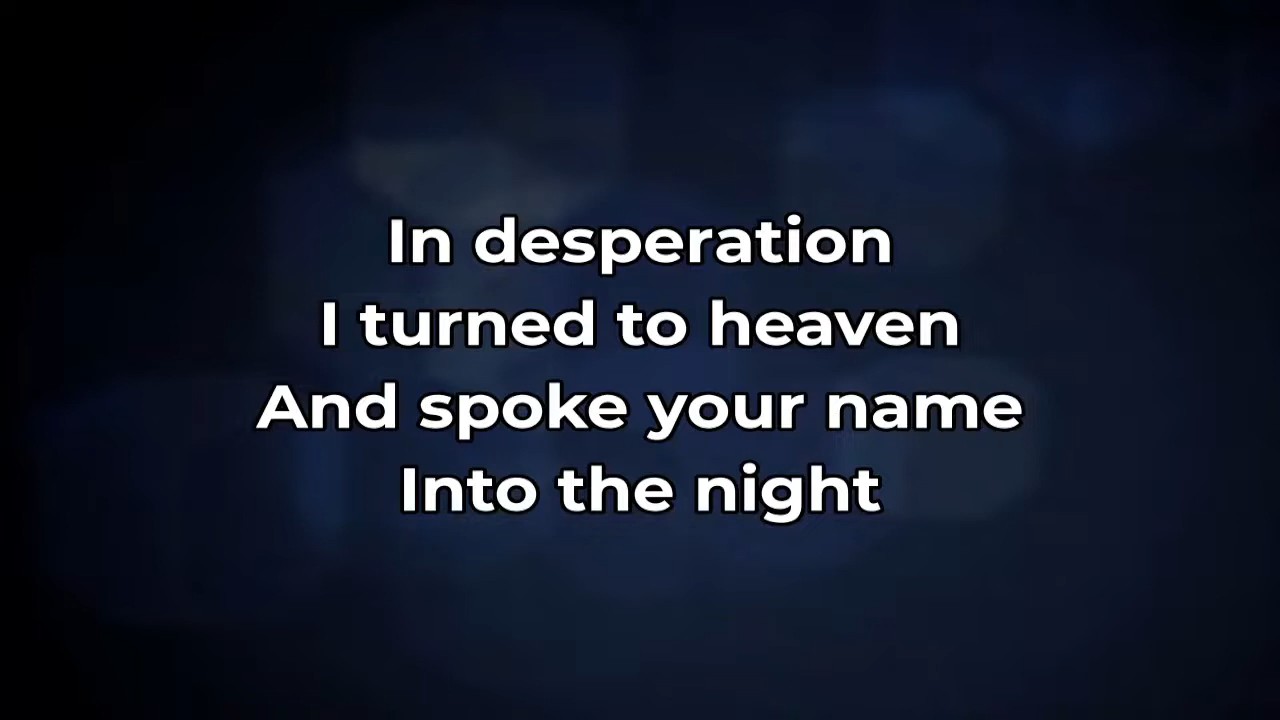 In desperation
I turned to heaven
And spoke your name
Into the night